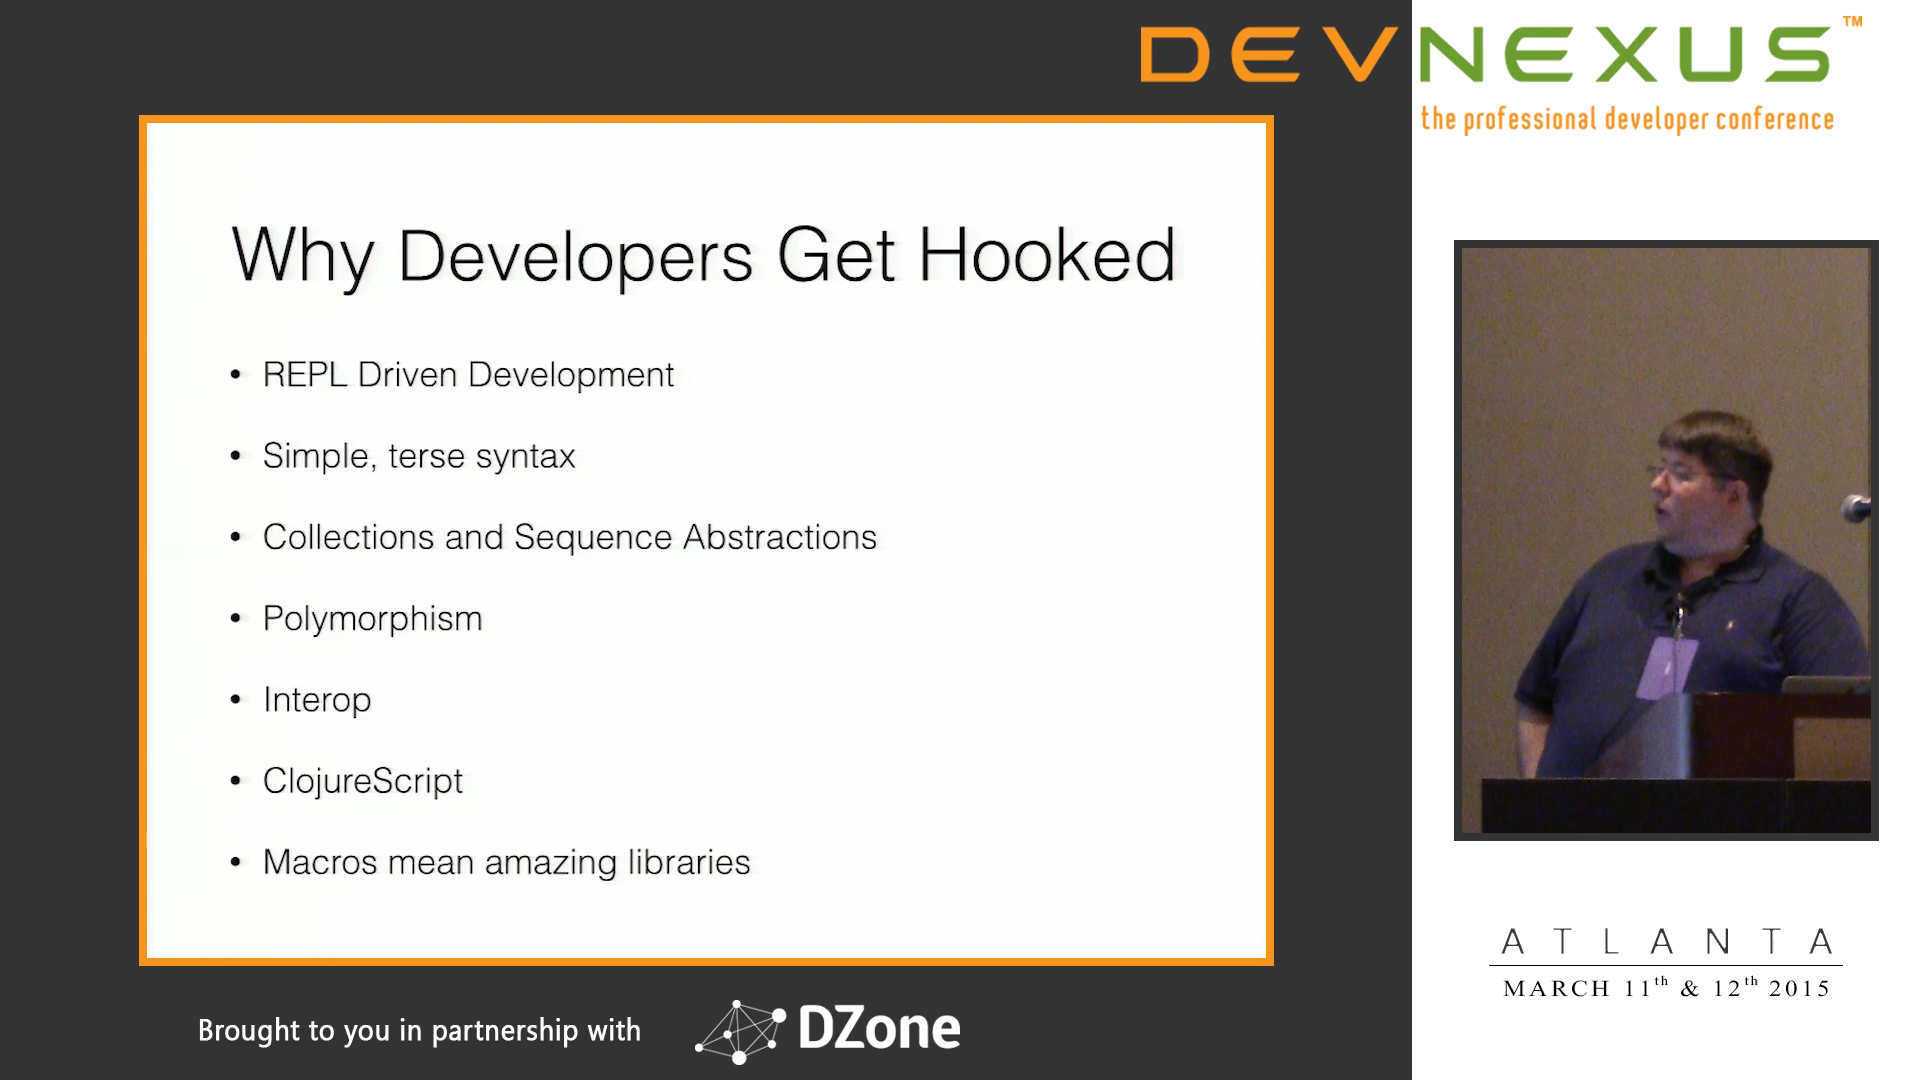 DEVNEXUS™
the professional developer conference
Why Developers Get Hooked
• REPL Driven Development
• Simple, terse syntax
• Collections and Sequence Abstractions
• Polymorphism
• Interop
• ClojureScript
• Macros mean amazing libraries
ATLANTA
MARCH 11th & 12th 2015
Brought to you in partnership with
DZone